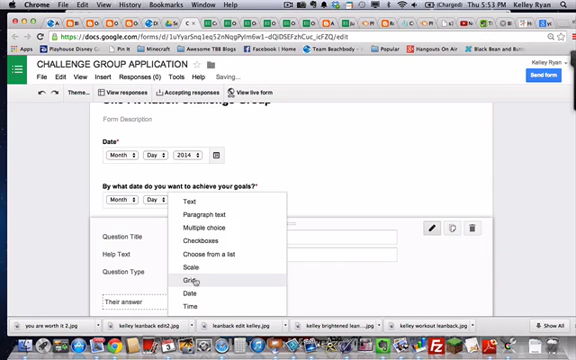 Chrome File Edit View History Bookmarks Window Help (Charged) Thu 5:53 PM Kelley Ryan
https://docs.google.com/forms/d/
/edit
Apps Playhouse Disney Pin it Minecraft Awesome TBB Blogs Team Beachbody Popular Hangouts On Air Black Bean and
CHALLENGE GROUP APPLICATION
Kelley Ryan
File Edit View Insert Responses (0) Tools Help Saving...
Send form
Theme... View responses Accepting responses View live form
Challenge Group
Form Description
Date*
Month Day 2014
By what date do you want to achieve your goals?*
Month Day
Text
Paragraph text
Multiple choice
Checkboxes
Choose from a list
Scale
Grid
Date
Time
Question Title
Help Text
Question Type
Their answer
you are worth it 2.jpg kelley leanback edit2.jpg leanback edit kelley.jpg kelley brightened lean....jpg kelley workout leanback.jpg Show All